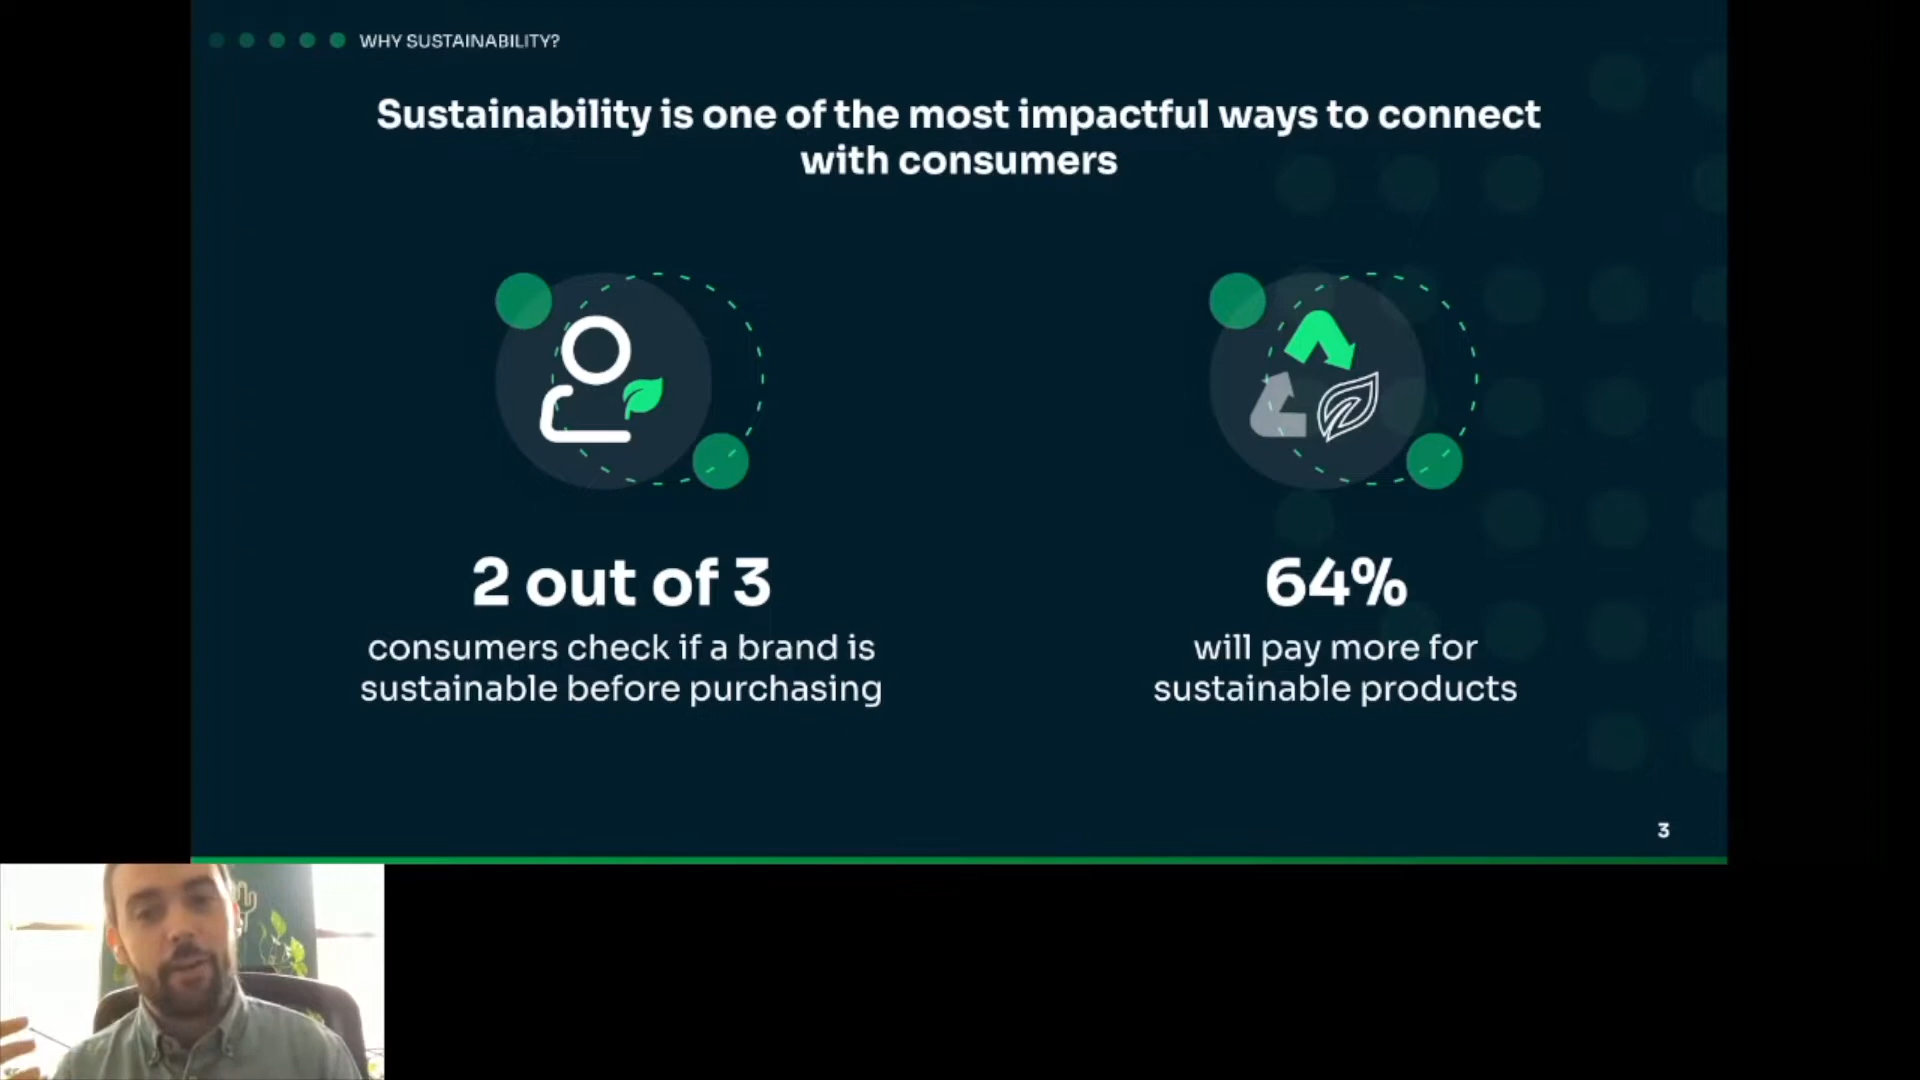 WHY SUSTAINABILITY?
Sustainability is one of the most impactful ways to connect
with consumers
2 out of 3
consumers check if a brand is
sustainable before purchasing
64%
will pay more for
sustainable products
3